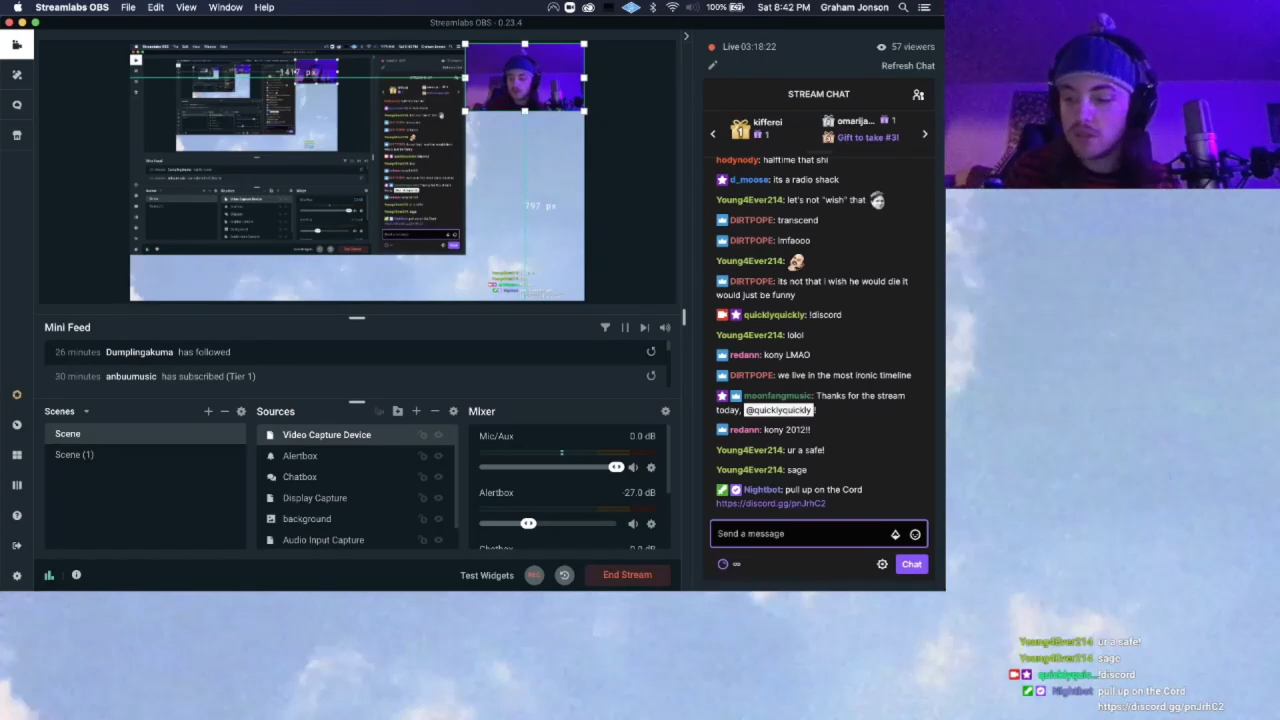 Streamlabs OBS File Edit View Window Help 100% Sat 8:42 PM Graham Jonson
Streamlabs OBS - 0.23.4
Live 03:18:22 57 viewers
Refresh Chat
STREAM CHAT
kifferei
1
omerija...
1
Gift to take #3!
hodynody: halftime that shi
d_moose: its a radio shack
Young4Ever214: let's not "wish" that
DIRTPOPE: transcend
DIRTPOPE: lmfaooo
Young4Ever214:
DIRTPOPE: its not that i wish he would die it
would just be funny
quicklyquickly: !discord
Young4Ever214: lolol
redann: kony LMAO
DIRTPOPE: we live in the most ironic timeline
moonfangmusic: Thanks for the stream
today, @quicklyquickly!
redann: kony 2012!!
Young4Ever214: ur a safe!
Young4Ever214: sage
Nightbot: pull up on the Cord
https://discord.gg/pnJrhC2
Send a message
Chat
797 px
Mini Feed
26 minutes Dumplingakuma has followed
30 minutes anbuumusic has subscribed (Tier 1)
Scenes
Scene
Scene (1)
Sources
Video Capture Device
Alertbox
Chatbox
Display Capture
background
Audio Input Capture
Mixer
Mic/Aux 0.0 dB
Alertbox -27.0 dB
Test Widgets REC End Stream
Young4Ever214 ur a safe!
Young4Ever214 sage
quicklyquic... !discord
Nightbot pull up on the Cord
https://discord.gg/pnJrhC2